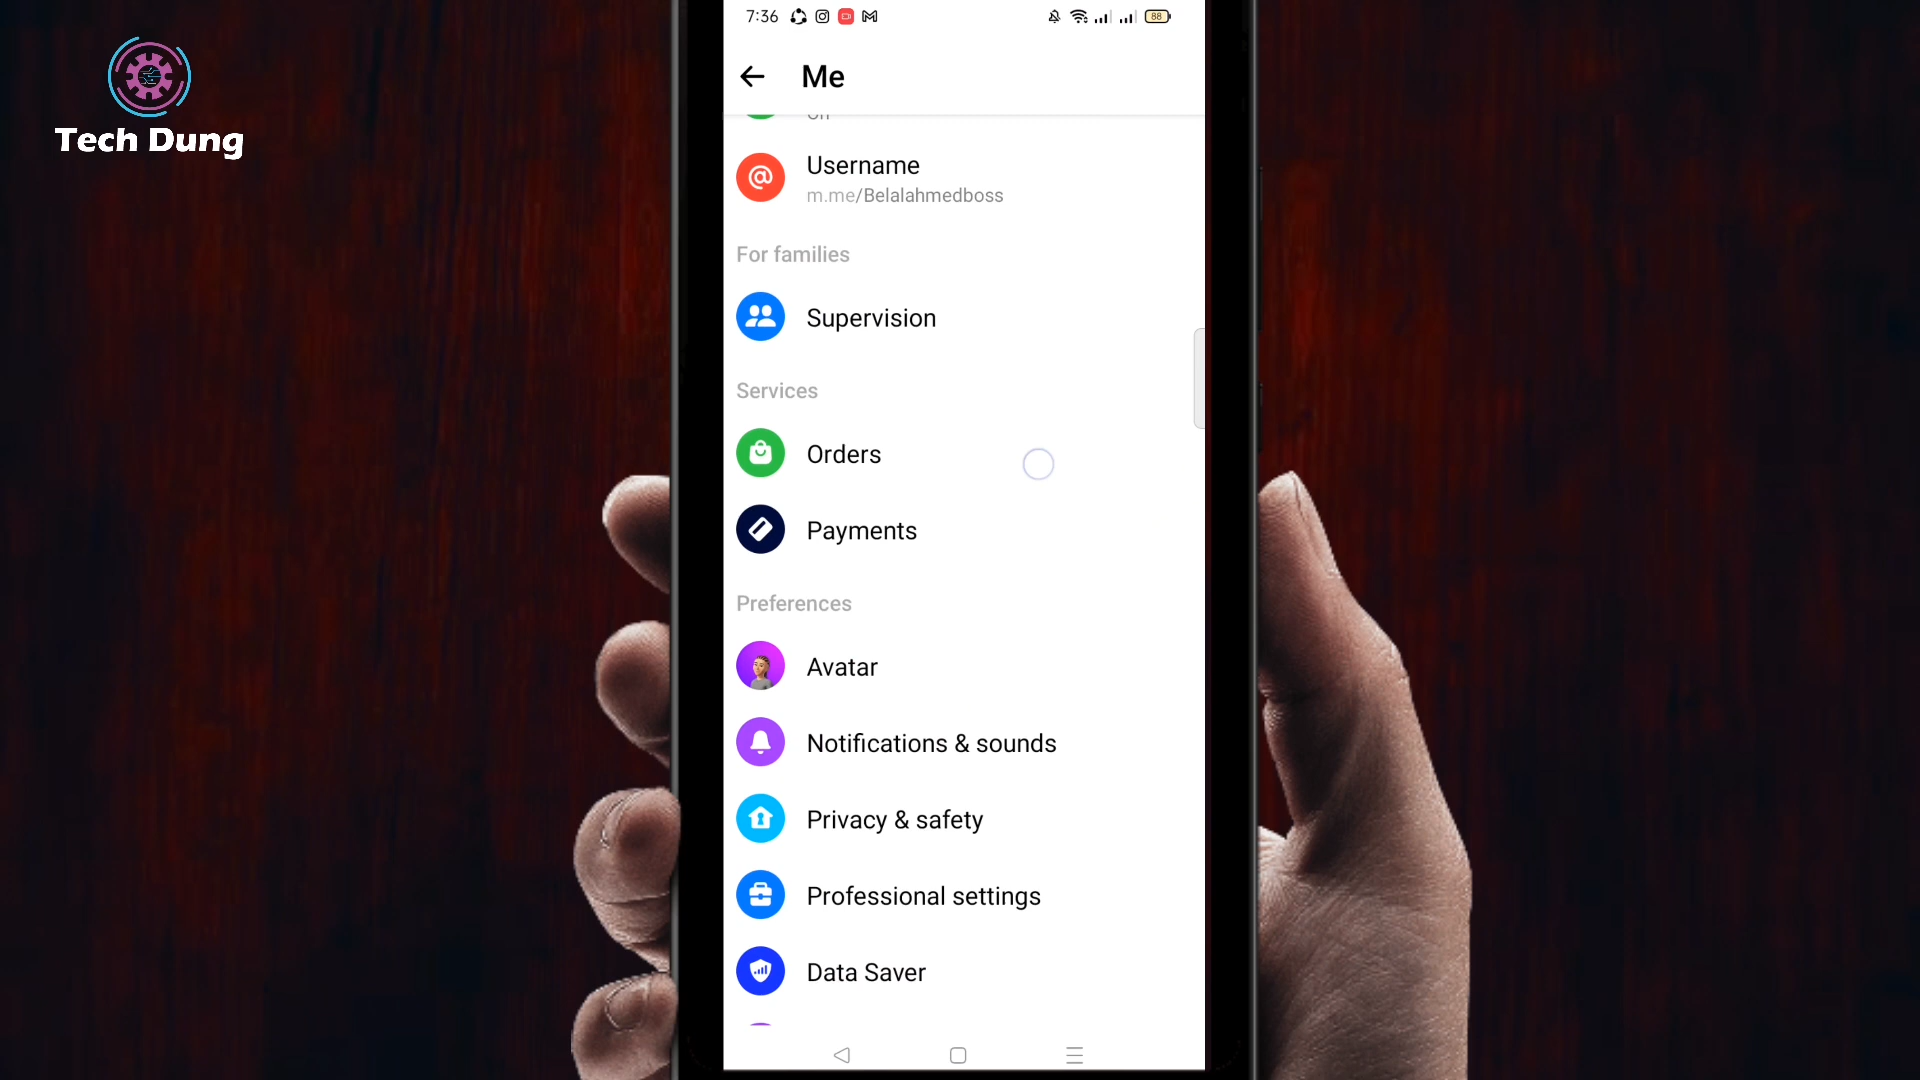 7:36
88
Tech Dung
Me
Username
m.me/Belalahmedboss
For families
Supervision
Services
Orders
Payments
Preferences
Avatar
Notifications & sounds
Privacy & safety
Professional settings
Data Saver